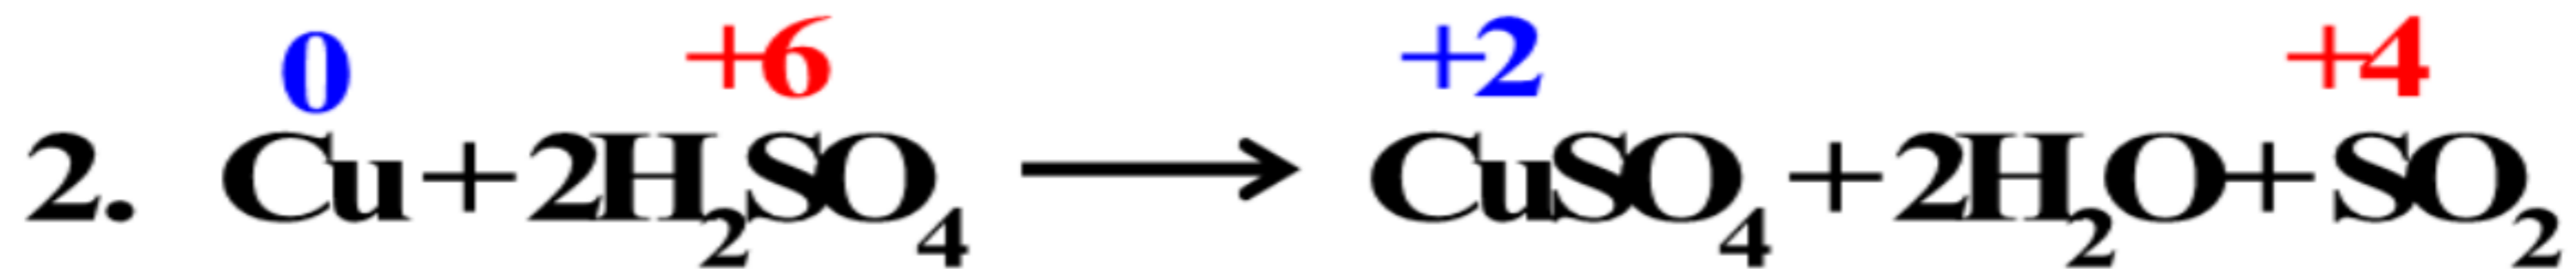 0 +6 +2 +4
2. Cu+2H₂SO₄ ⟶ CuSO₄+2H₂O+SO₂